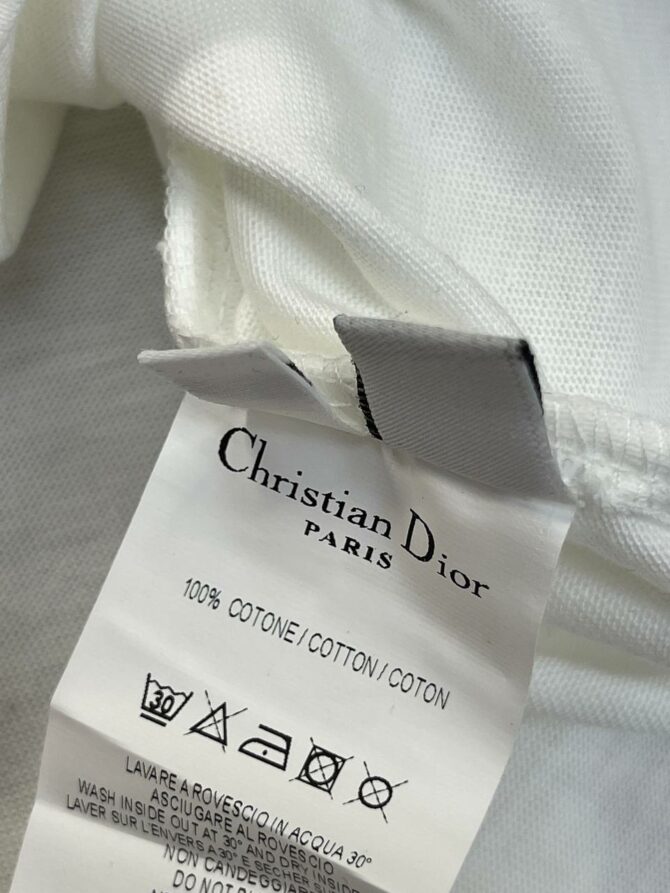 Christian Dior
PARIS
100% COTONE / COTTON / COTON
30
LAVARE A ROVESCIO IN ACQUA 30°
ASCIUGARE AL ROVESCIO
WASH INSIDE OUT AT 30° AND DRY INSIDE
LAVER SUR L'ENVERS A 30° E SECHER SUR
NON CANDEGGIARE
DO NOT